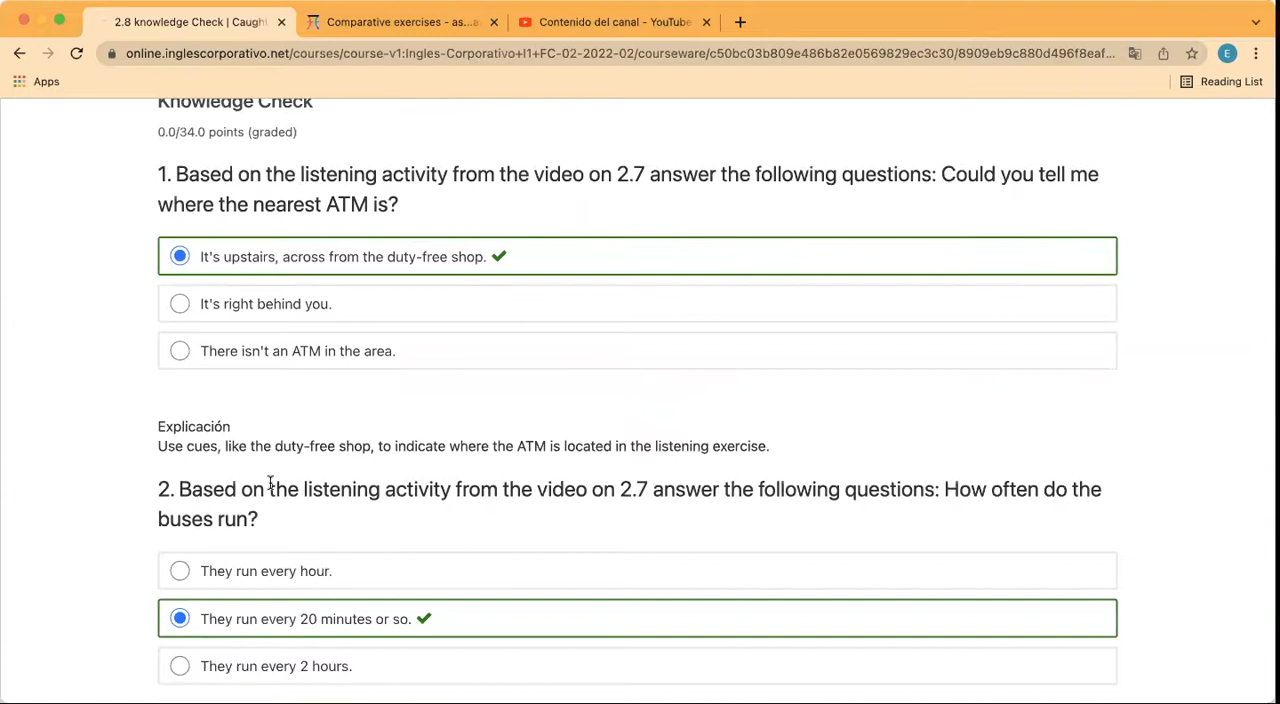 2.8 knowledge Check | Caugh
Comparative exercises - as...a
Contenido del canal - YouTube
online.inglescorporativo.net/courses/course-v1:Ingles-Corporativo+I1+FC-02-2022-02/courseware/c50bc03b809e486b82e0569829ec3c30/8909eb9c880d496f8eaf...
E
Apps
Reading List
Knowledge Check
0.0/34.0 points (graded)
1. Based on the listening activity from the video on 2.7 answer the following questions: Could you tell me
where the nearest ATM is?
It's upstairs, across from the duty-free shop.
It's right behind you.
There isn't an ATM in the area.
Explicación
Use cues, like the duty-free shop, to indicate where the ATM is located in the listening exercise.
2. Based on the listening activity from the video on 2.7 answer the following questions: How often do the
buses run?
They run every hour.
They run every 20 minutes or so.
They run every 2 hours.